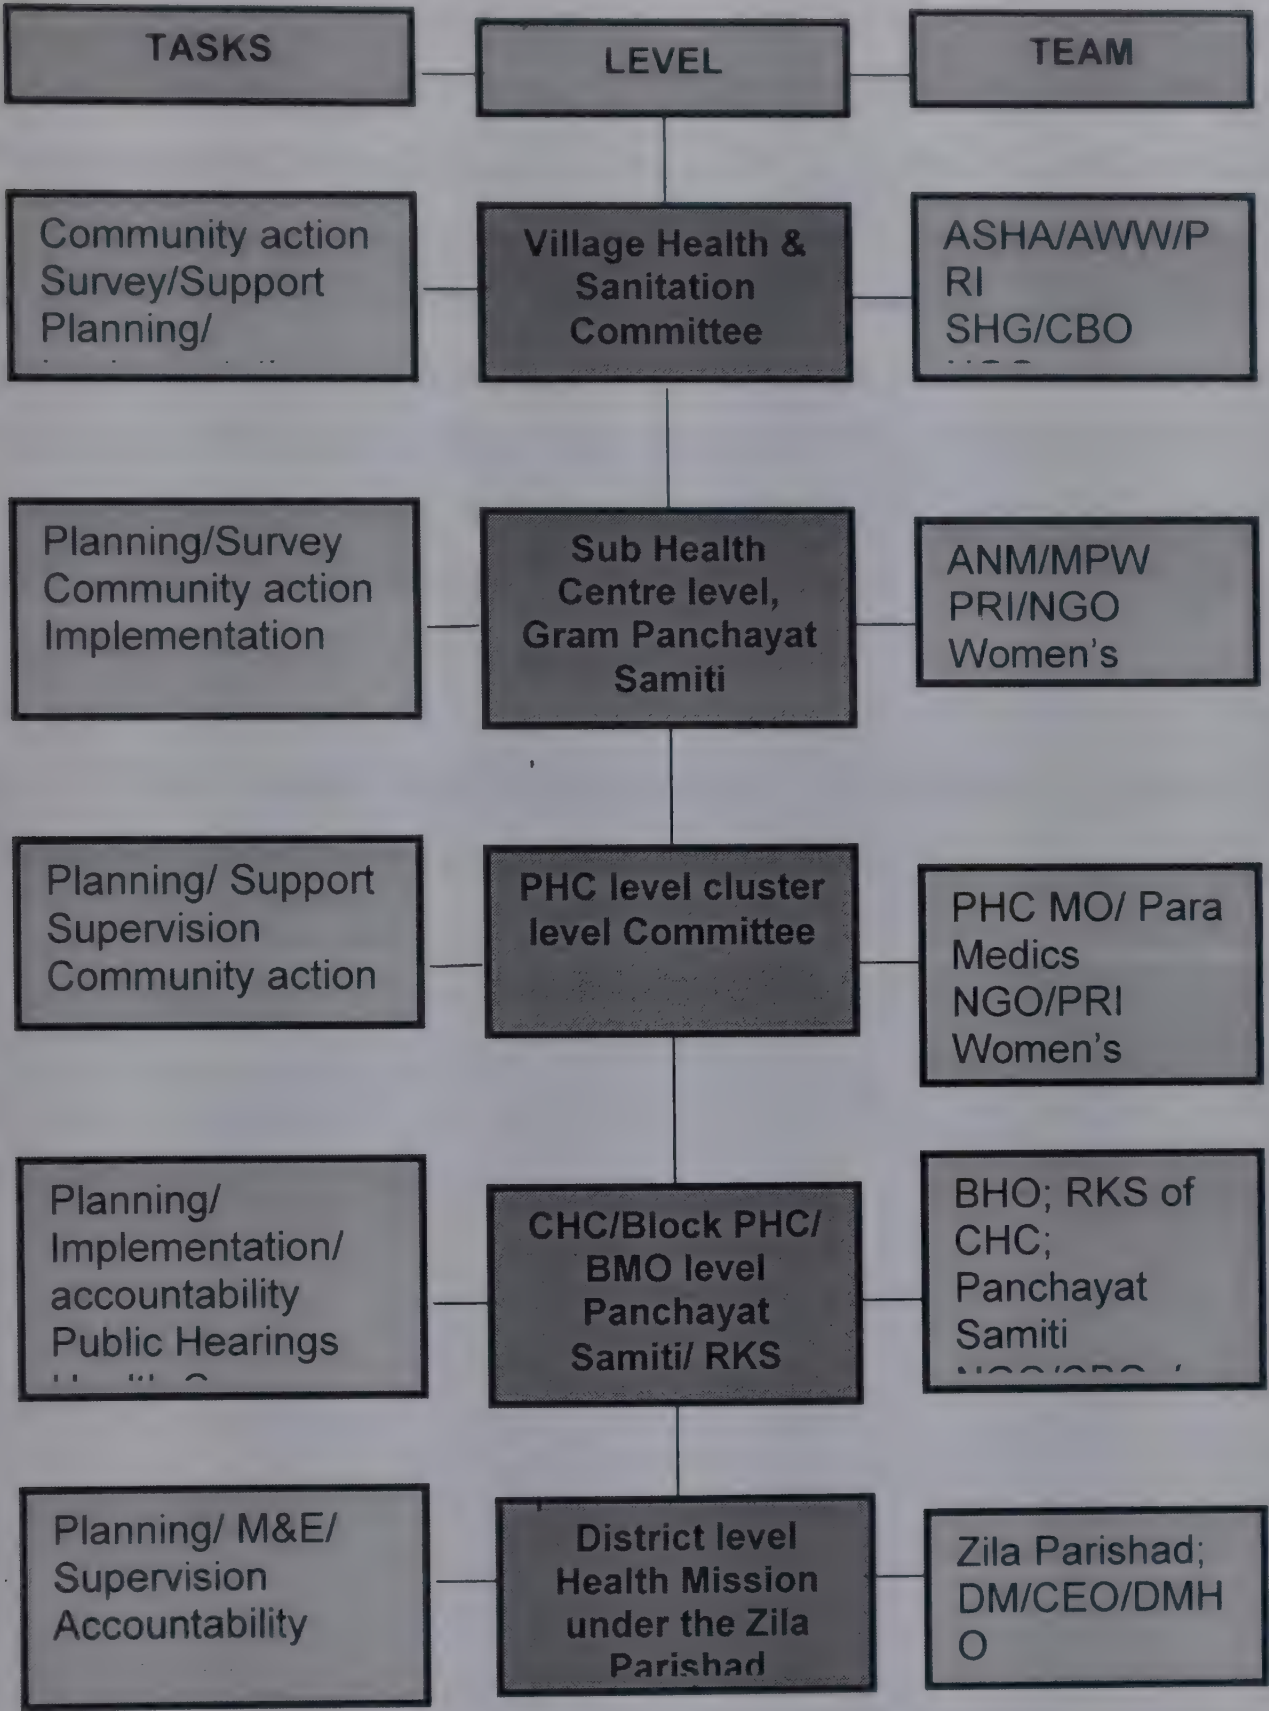 TASKS
LEVEL
TEAM
Community action
Survey/Support
Planning/
Village Health &
Sanitation
Committee
ASHA/AWW/P
RI
SHG/CBO
Planning/Survey
Community action
Implementation
Sub Health
Centre level,
Gram Panchayat
Samiti
ANM/MPW
PRI/NGO
Women's
Planning/ Support
Supervision
Community action
PHC level cluster
level Committee
PHC MO/ Para
Medics
NGO/PRI
Women's
Planning/
Implementation/
accountability
Public Hearings
CHC/Block PHC/
BMO level
Panchayat
Samiti/ RKS
BHO; RKS of
CHC;
Panchayat
Samiti
Planning/ M&E/
Supervision
Accountability
District level
Health Mission
under the Zila
Parishad
Zila Parishad;
DM/CEO/DMH
O